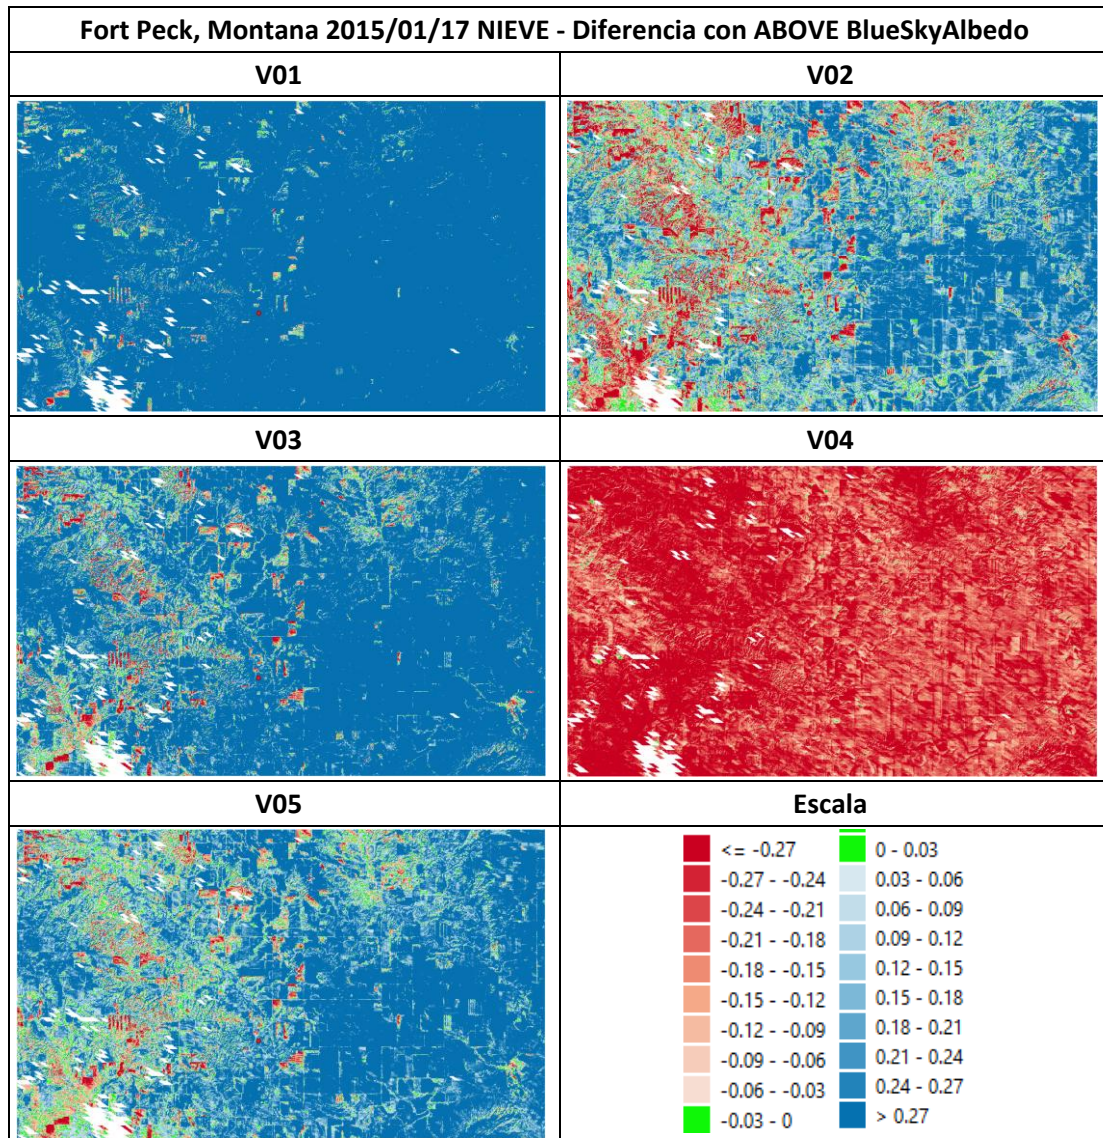 Fort Peck, Montana 2015/01/17 NIEVE - Diferencia con ABOVE BlueSkyAlbedo
V01
V02
V03
V04
V05
Escala
<= -0.27
-0.27 - -0.24
-0.24 - -0.21
-0.21 - -0.18
-0.18 - -0.15
-0.15 - -0.12
-0.12 - -0.09
-0.09 - -0.06
-0.06 - -0.03
-0.03 - 0
0 - 0.03
0.03 - 0.06
0.06 - 0.09
0.09 - 0.12
0.12 - 0.15
0.15 - 0.18
0.18 - 0.21
0.21 - 0.24
0.24 - 0.27
> 0.27